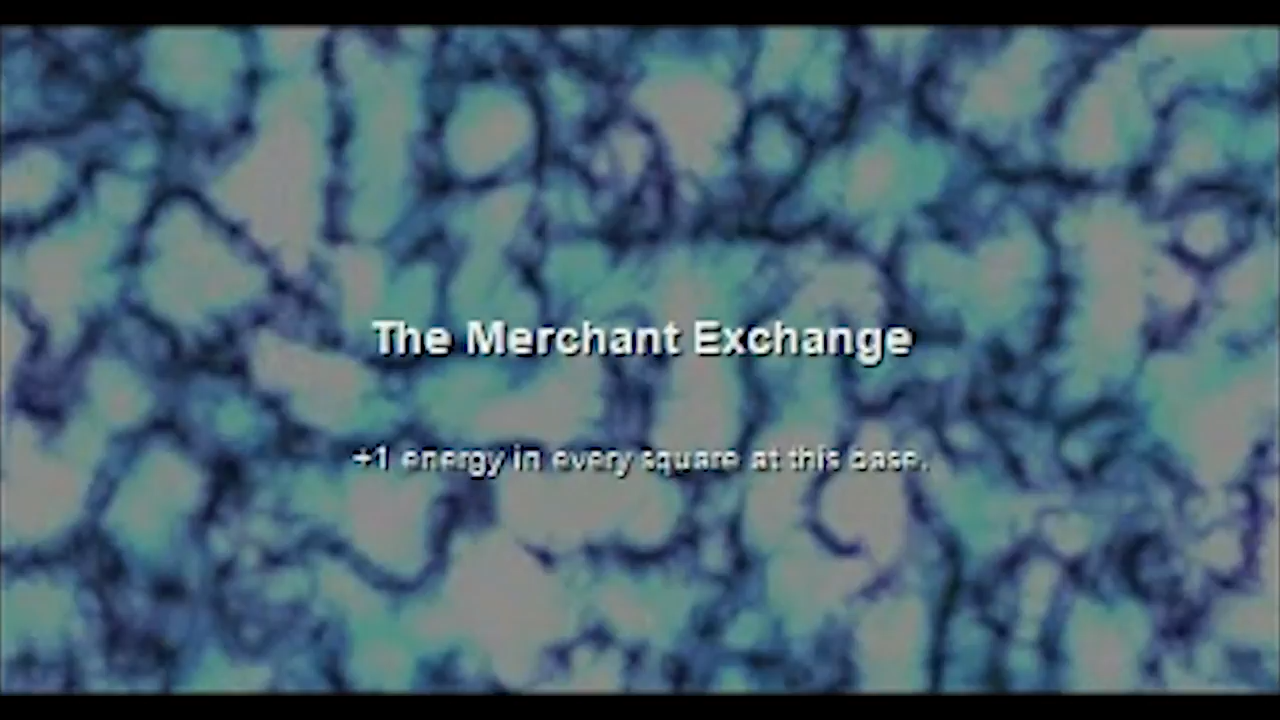 The Merchant Exchange
+1 energy in every square at this base.